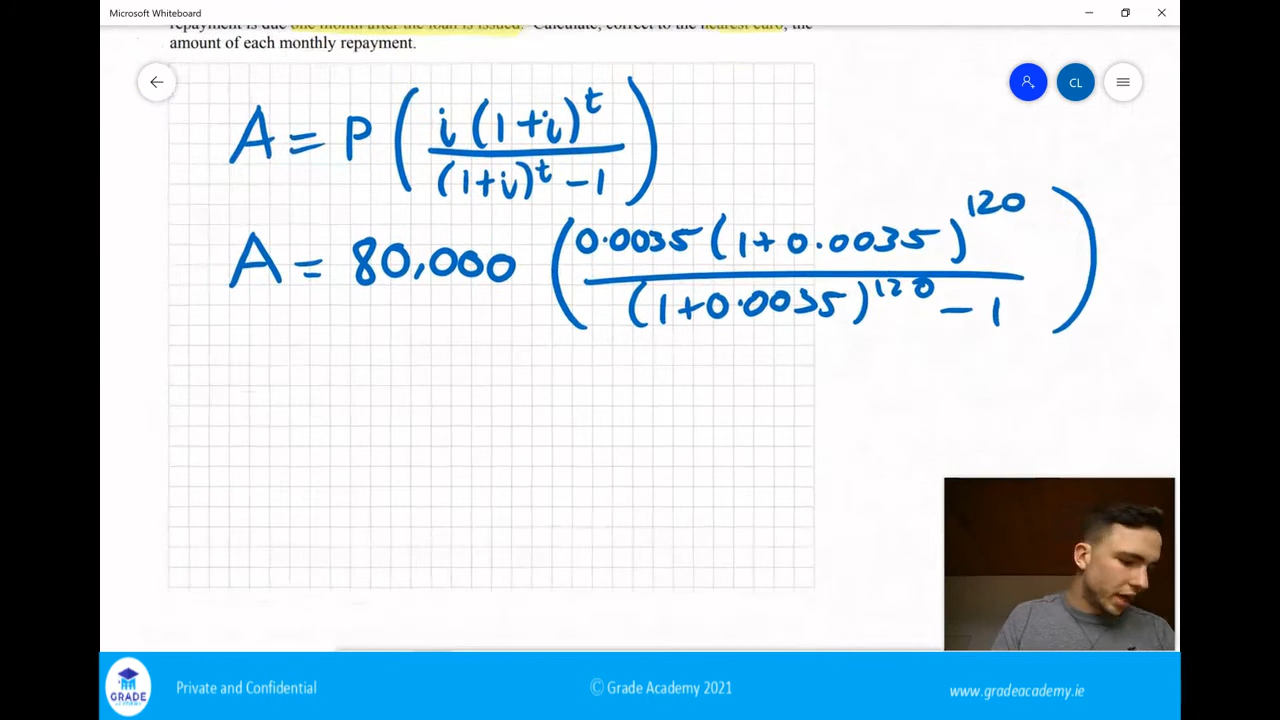 Microsoft Whiteboard
repayment is due one month after the loan is issued. Calculate, correct to the nearest euro, the
amount of each monthly repayment.
CL
A = P ( i (1+i)^t / (1+i)^t - 1 )
A = 80,000 ( 0.0035 (1+0.0035)^120 / (1+0.0035)^120 - 1 )
GRADE
Private and Confidential
© Grade Academy 2021
www.gradeacademy.ie